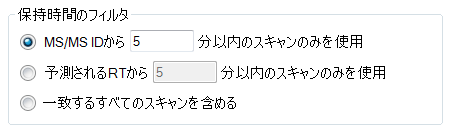 保持時間のフィルタ
MS/MS IDから 5 分以内のスキャンのみを使用
予測されるRTから 5 分以内のスキャンのみを使用
一致するすべてのスキャンを含める